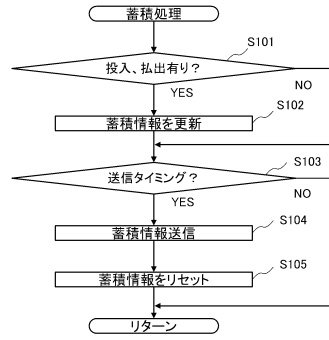 蓄積処理
S101
投入、払出有り？
NO
YES
S102
蓄積情報を更新
S103
送信タイミング？
NO
YES
S104
蓄積情報送信
S105
蓄積情報をリセット
リターン